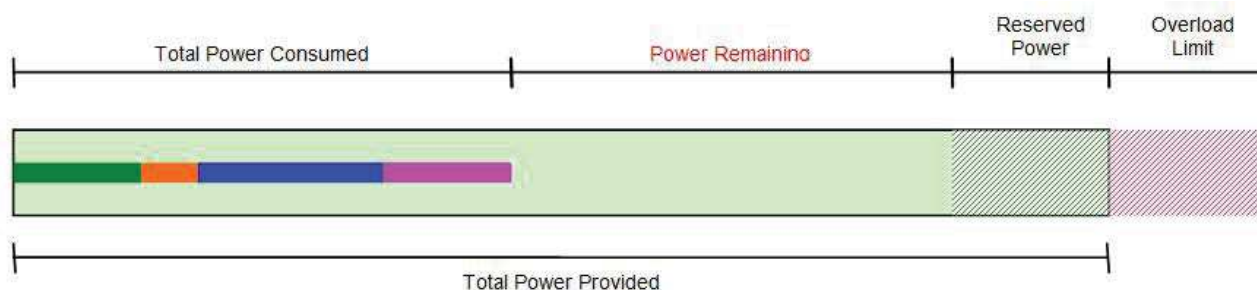 Total Power Consumed
Power Remaining
Reserved
Power
Overload
Limit
Total Power Provided